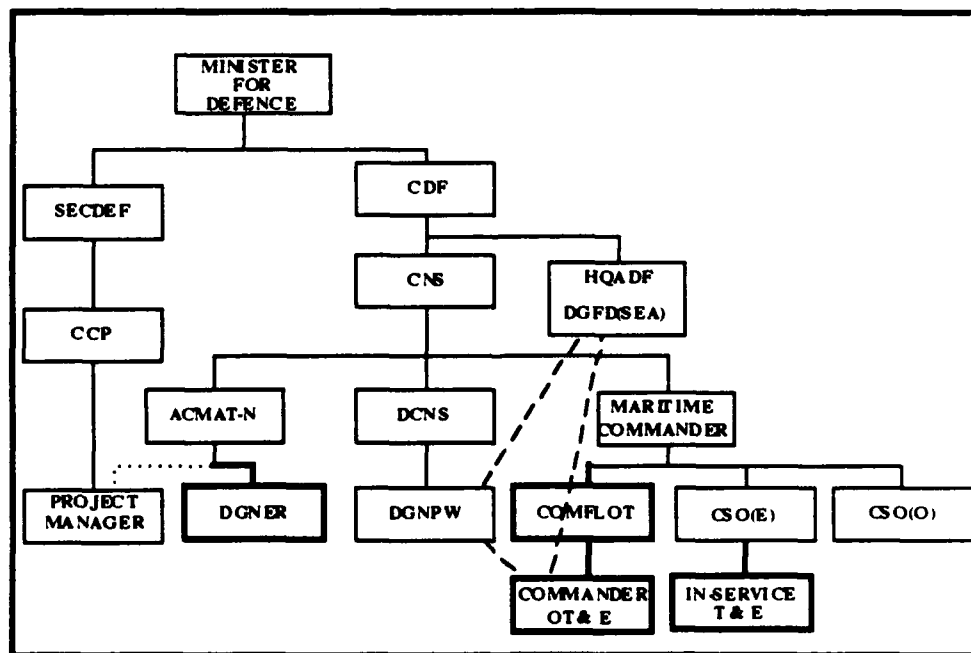 MINISTER
FOR
DEFENCE
SECDEF
CDF
CNS
HQADF
DGFD(SEA)
CCP
ACMAT-N
DCNS
MARITIME
COMMANDER
PROJECT
MANAGER
DGNER
DGNPW
COMFLOT
CSO(E)
CSO(O)
COMMANDER
OT& E
IN-SERVICE
T & E